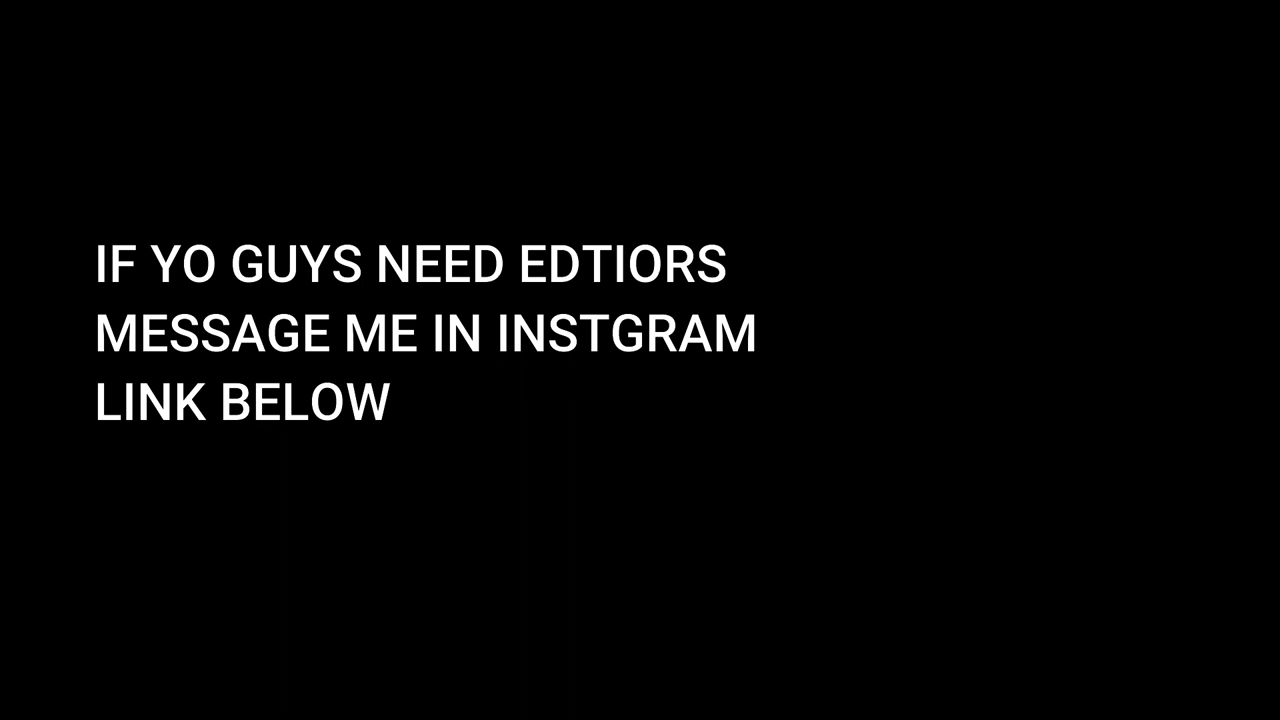 IF YO GUYS NEED EDTIORS
MESSAGE ME IN INSTGRAM
LINK BELOW